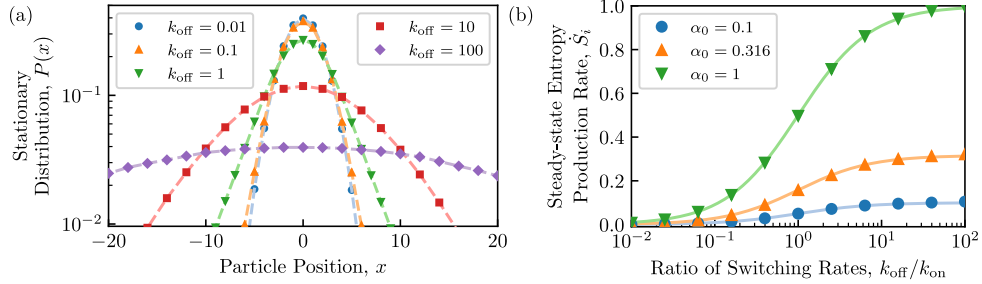 (a)
Stationary
Distribution, P(x)
k_off = 0.01
k_off = 0.1
k_off = 1
k_off = 10
k_off = 100
10^−1
10^−2
−20
−10
0
10
20
Particle Position, x
(b)
Steady-state Entropy
Production Rate, Ṡ_i
α_0 = 0.1
α_0 = 0.316
α_0 = 1
1.0
0.8
0.6
0.4
0.2
0.0
10^−2
10^−1
10^0
10^1
10^2
Ratio of Switching Rates, k_off/k_on